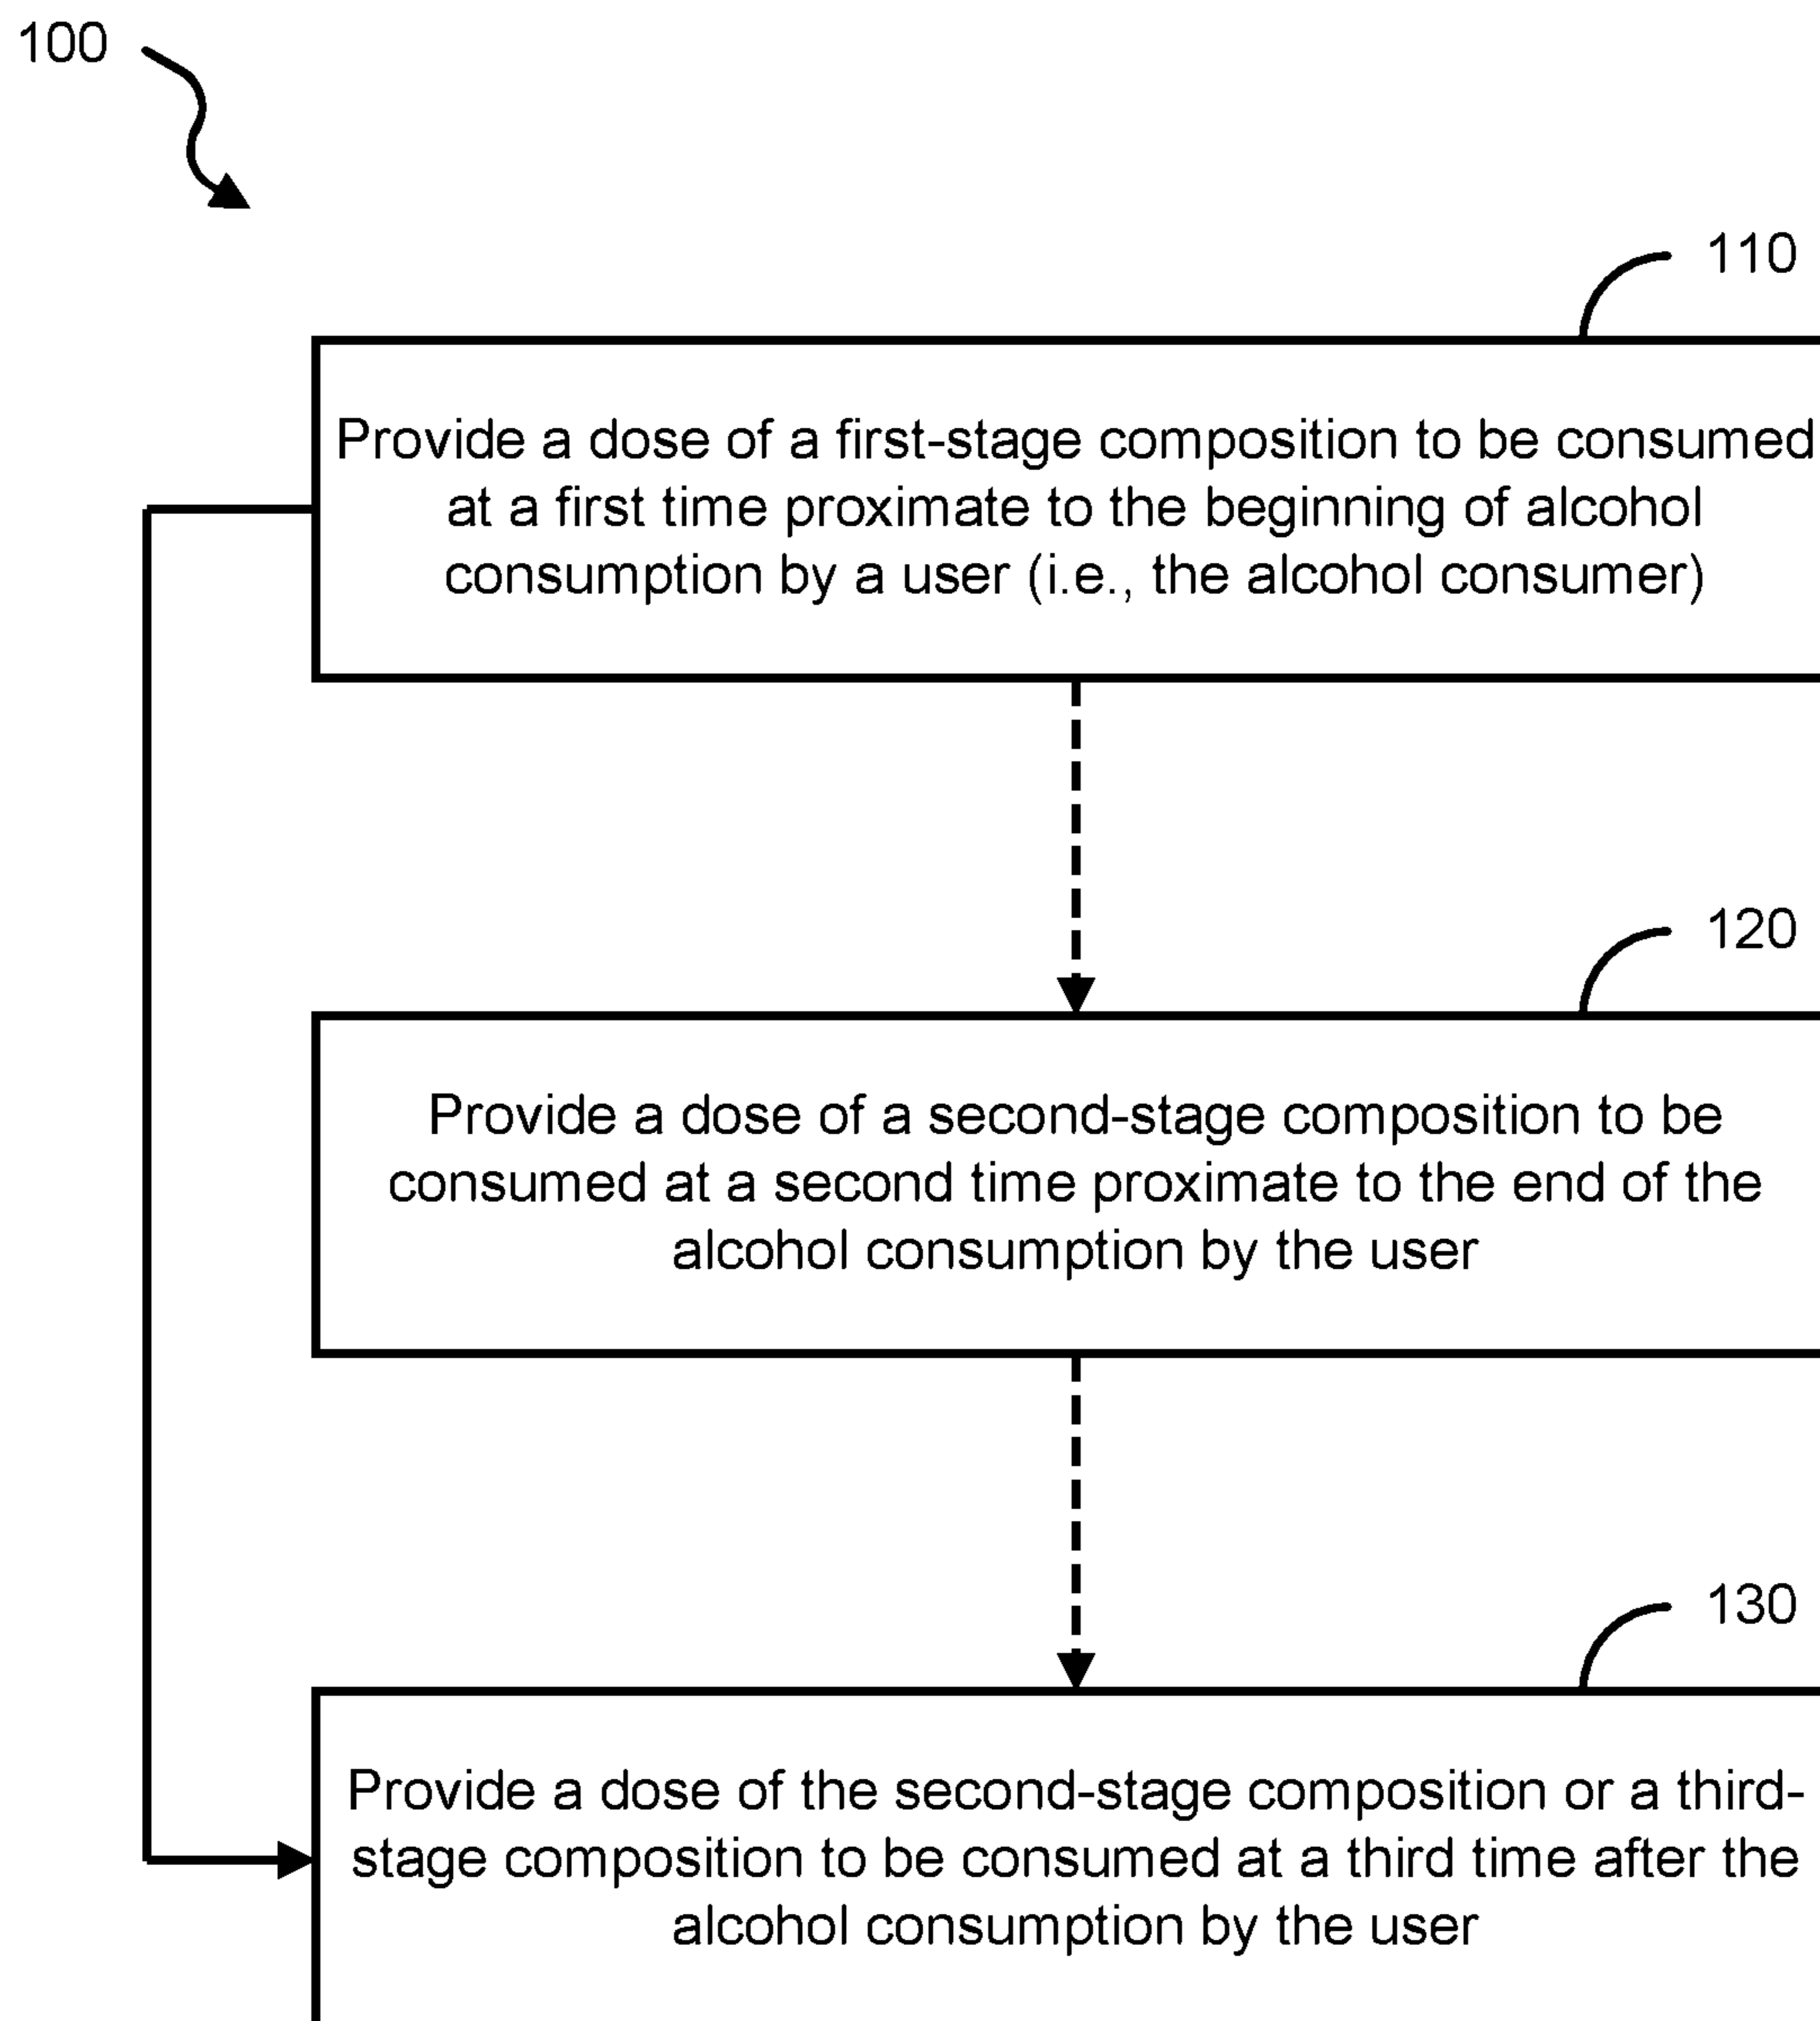 100
110
Provide a dose of a first-stage composition to be consumed
at a first time proximate to the beginning of alcohol
consumption by a user (i.e., the alcohol consumer)
120
Provide a dose of a second-stage composition to be
consumed at a second time proximate to the end of the
alcohol consumption by the user
130
Provide a dose of the second-stage composition or a third-
stage composition to be consumed at a third time after the
alcohol consumption by the user